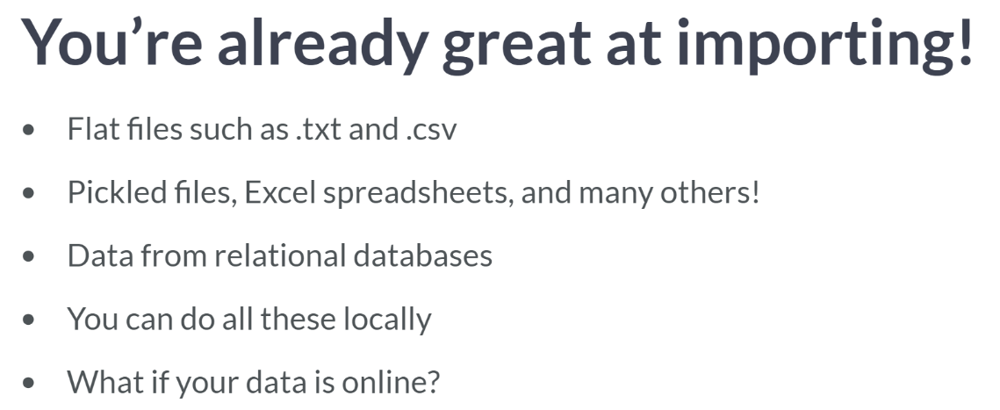 You’re already great at importing!
• Flat files such as .txt and .csv
• Pickled files, Excel spreadsheets, and many others!
• Data from relational databases
• You can do all these locally
• What if your data is online?